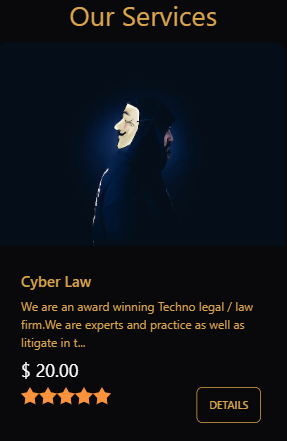 Our Services
Cyber Law
We are an award winning Techno legal / law
firm.We are experts and practice as well as
litigate in t...
$ 20.00
DETAILS